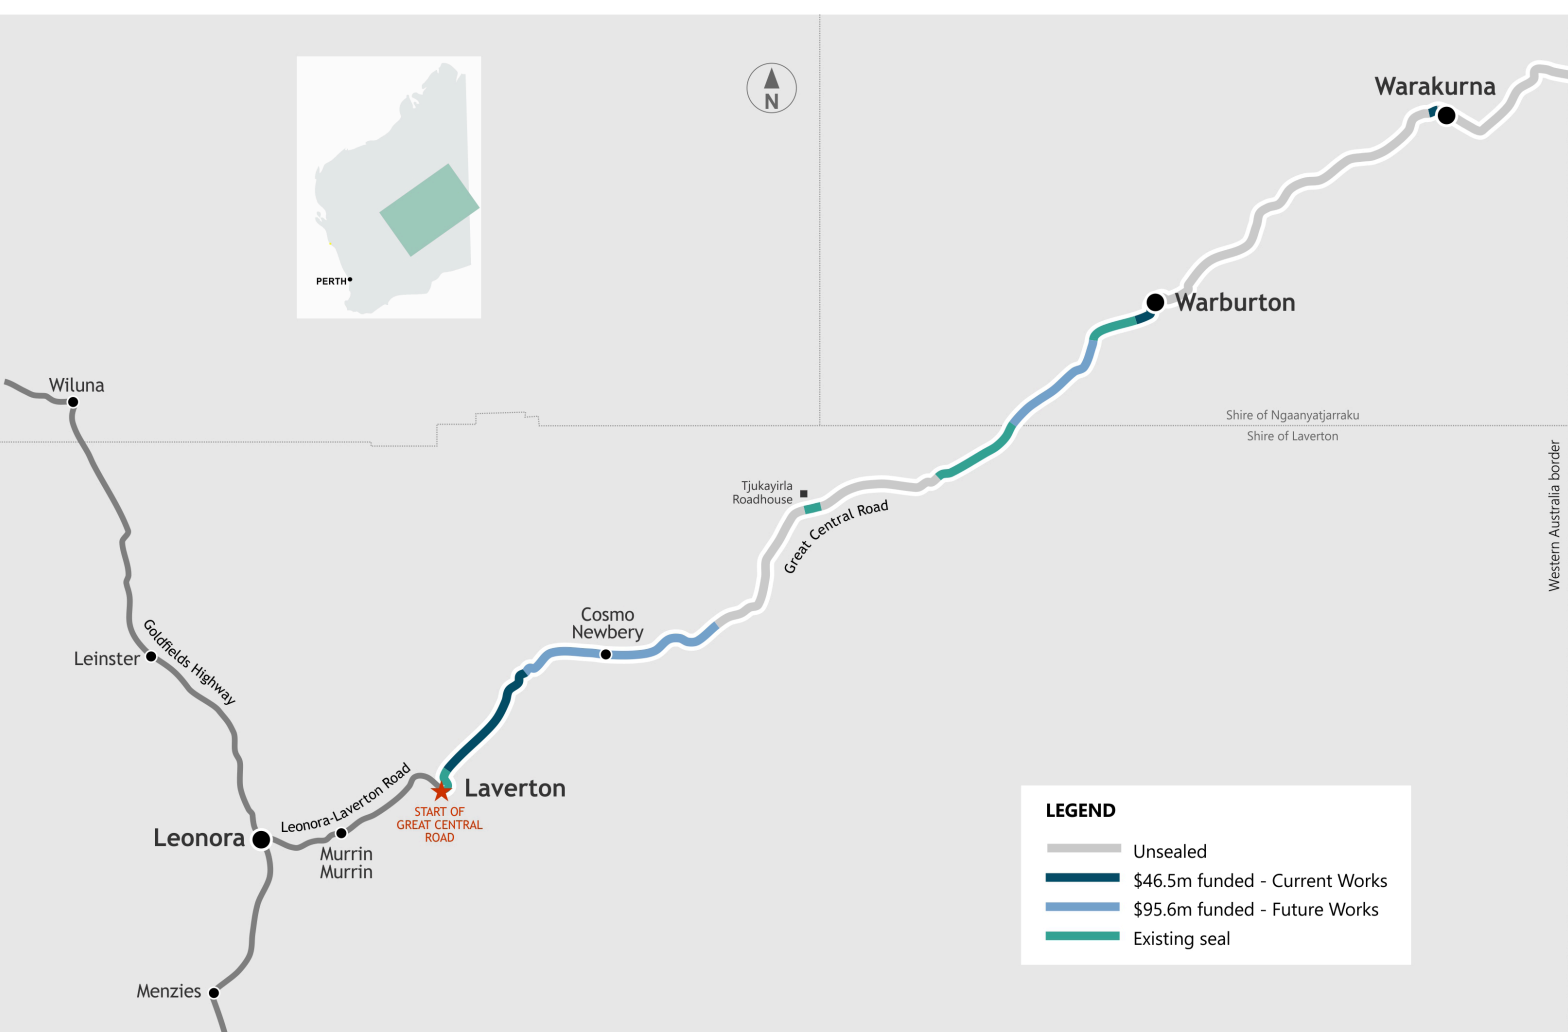 Warakurna
N
PERTH
Warburton
Wiluna
Shire of Ngaanyatjarraku
Shire of Laverton
Western Australia border
Tjukayirla
Roadhouse
Great Central Road
Cosmo
Newbery
Goldfields Highway
Leinster
Leonora-Laverton Road
Laverton
START OF
GREAT CENTRAL
ROAD
Leonora
Murrin
Murrin
Menzies
LEGEND
Unsealed
$46.5m funded - Current Works
$95.6m funded - Future Works
Existing seal